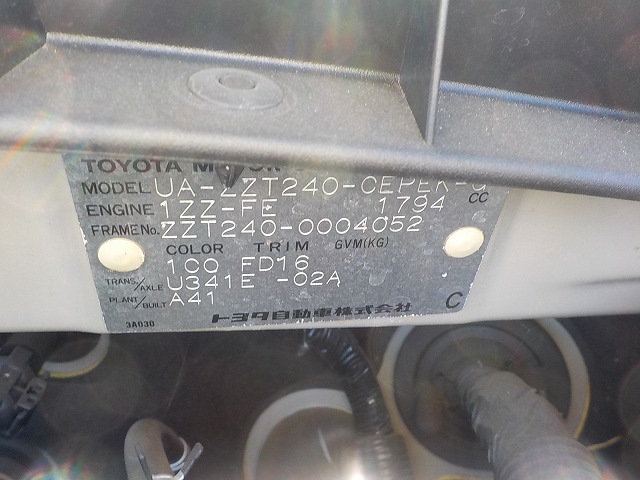 TOYOTA
MODEL UA-ZZT240-CEPEK-G
ENGINE 1ZZ-FE 1794 CC
FRAME No. ZZT240-0004052
COLOR TRIM GVM(KG)
1C0 FD16
TRANS./AXLE U341E -02A
PLANT/BUILT A41
3A030 トヨタ自動車株式会社 C